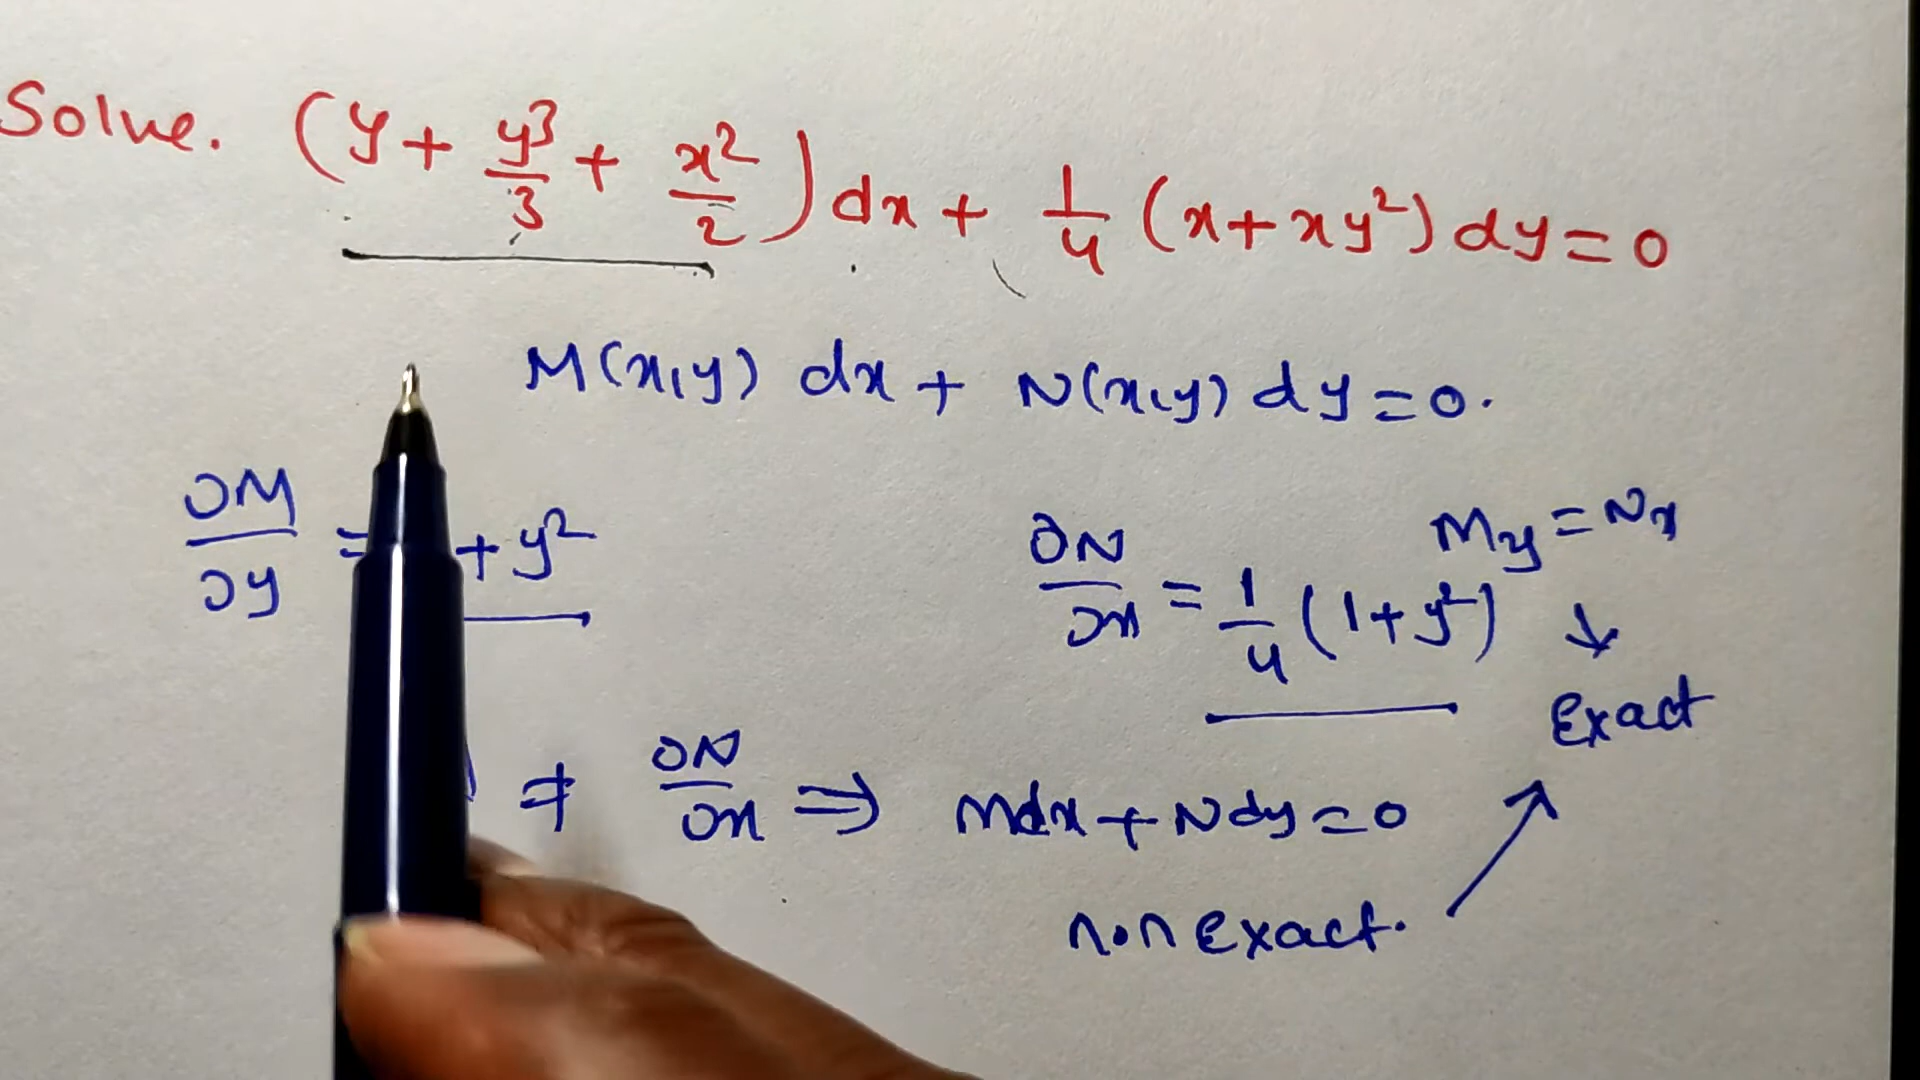 Solve. (y + y³/3 + x²/2) dx + 1/4 (x + xy²) dy = 0
M(x,y) dx + N(x,y) dy = 0.
∂M/∂y = + y²
∂N/∂x = 1/4 (1 + y²)
My = Nx
↓
Exact
≠ ∂N/∂x ⇒ Mdx + Ndy = 0
non exact.